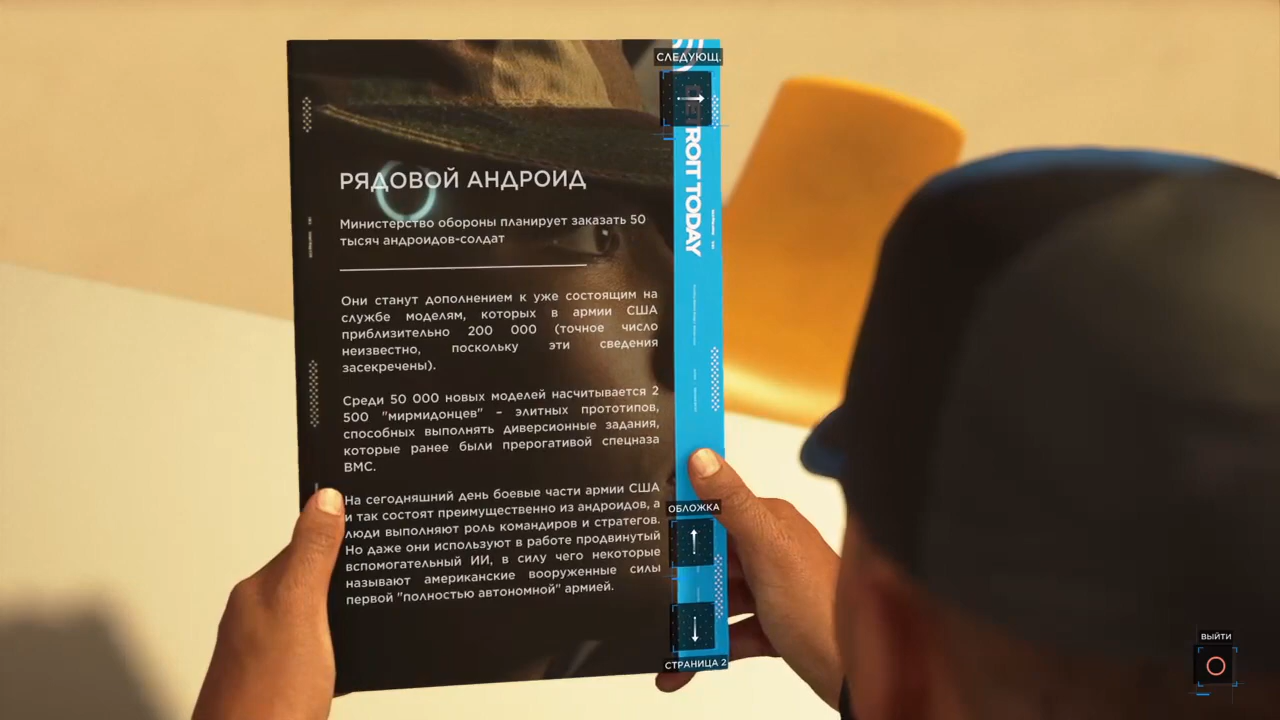 СЛЕДУЮЩ.
DETROIT TODAY
РЯДОВОЙ АНДРОИД
Министерство обороны планирует заказать 50
тысяч андроидов-солдат
Они станут дополнением к уже состоящим на
службе моделям, которых в армии США
приблизительно 200 000 (точное число
неизвестно, поскольку эти сведения
засекречены).
Среди 50 000 новых моделей насчитывается 2
500 "мирмидонцев" – элитных прототипов,
способных выполнять диверсионные задания,
которые ранее были прерогативой спецназа
ВМС.
На сегодняшний день боевые части армии США
и так состоят преимущественно из андроидов, а
люди выполняют роль командиров и стратегов.
Но даже они используют в работе продвинутый
вспомогательный ИИ, в силу чего некоторые
называют американские вооруженные силы
первой "полностью автономной" армией.
ОБЛОЖКА
СТРАНИЦА 2
ВЫЙТИ